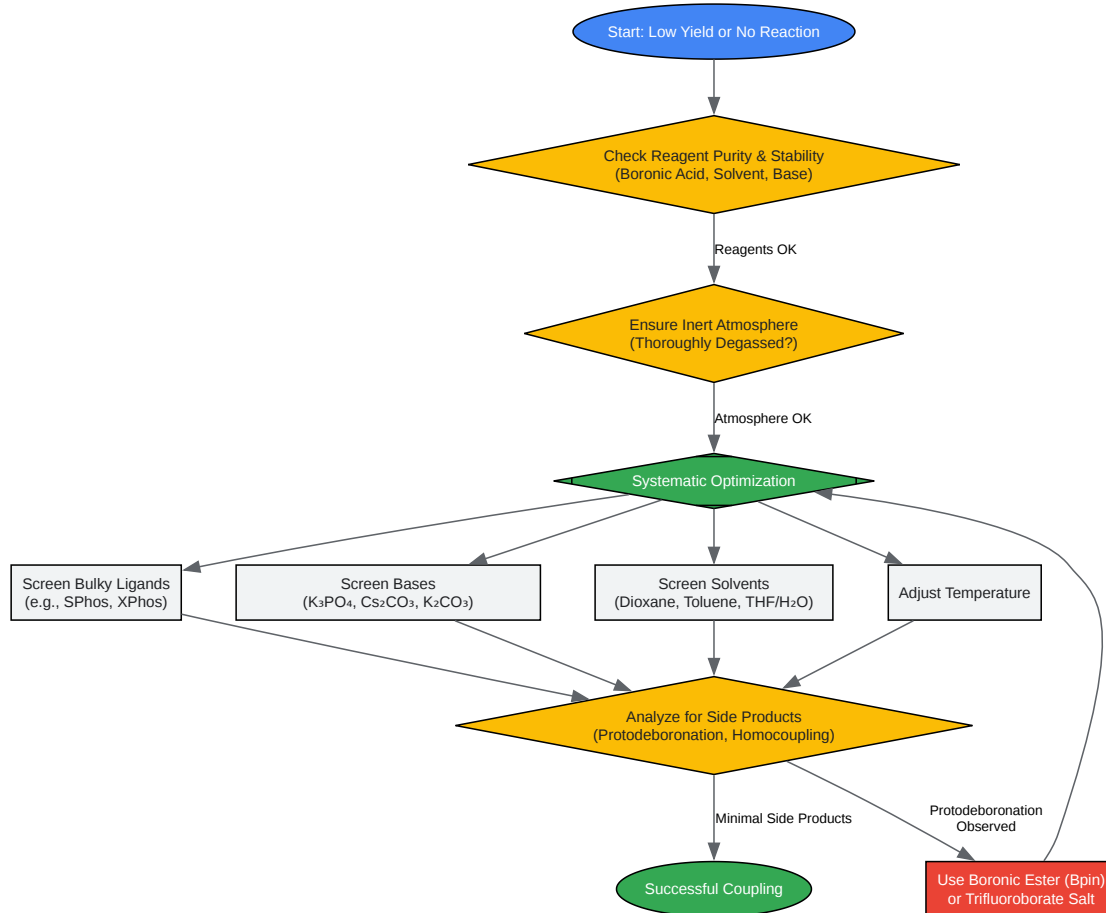 Start: Low Yield or No Reaction
Check Reagent Purity & Stability
(Boronic Acid, Solvent, Base)
Reagents OK
Ensure Inert Atmosphere
(Thoroughly Degassed?)
Atmosphere OK
Systematic Optimization
Screen Bulky Ligands
(e.g., SPhos, XPhos)
Screen Bases
(K₃PO₄, Cs₂CO₃, K₂CO₃)
Screen Solvents
(Dioxane, Toluene, THF/H₂O)
Adjust Temperature
Analyze for Side Products
(Protodeboronation, Homocoupling)
Minimal Side Products
Protodeboronation
Observed
Successful Coupling
Use Boronic Ester (Bpin)
or Trifluoroborate Salt